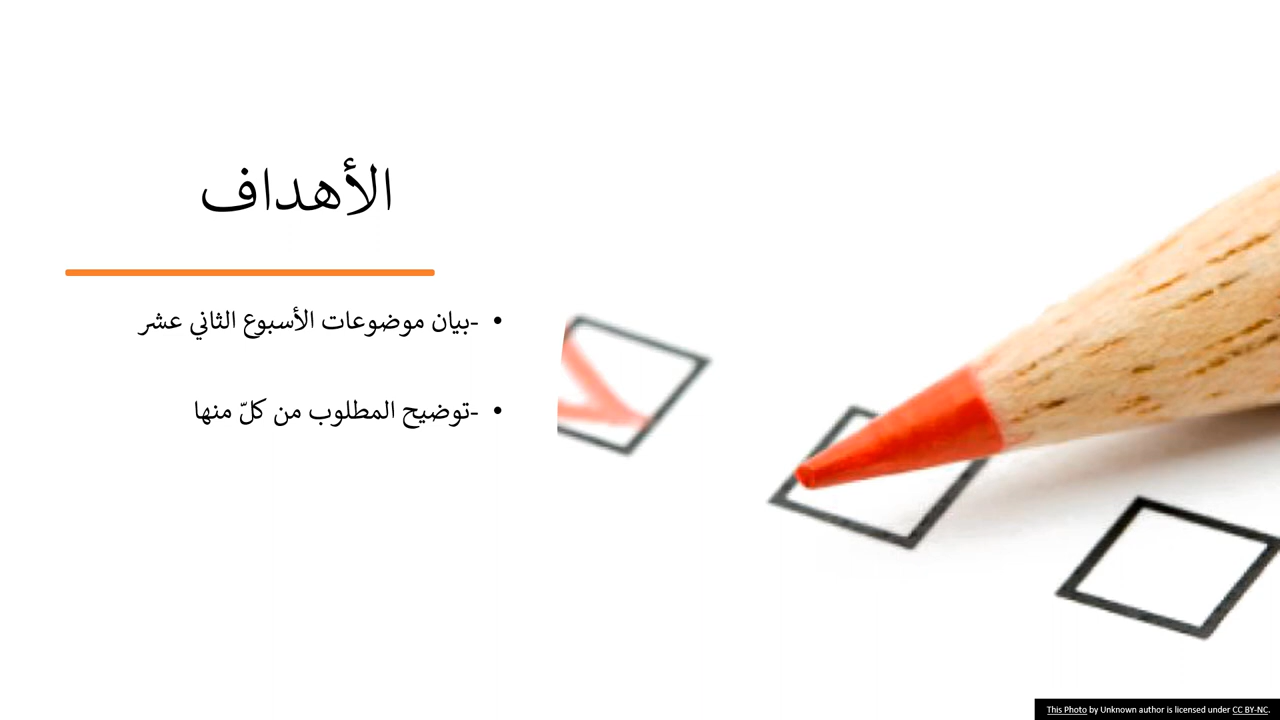 الأهداف
• -بيان موضوعات الأسبوع الثاني عشر
• -توضيح المطلوب من كلّ منها
This Photo by Unknown author is licensed under CC BY-NC.